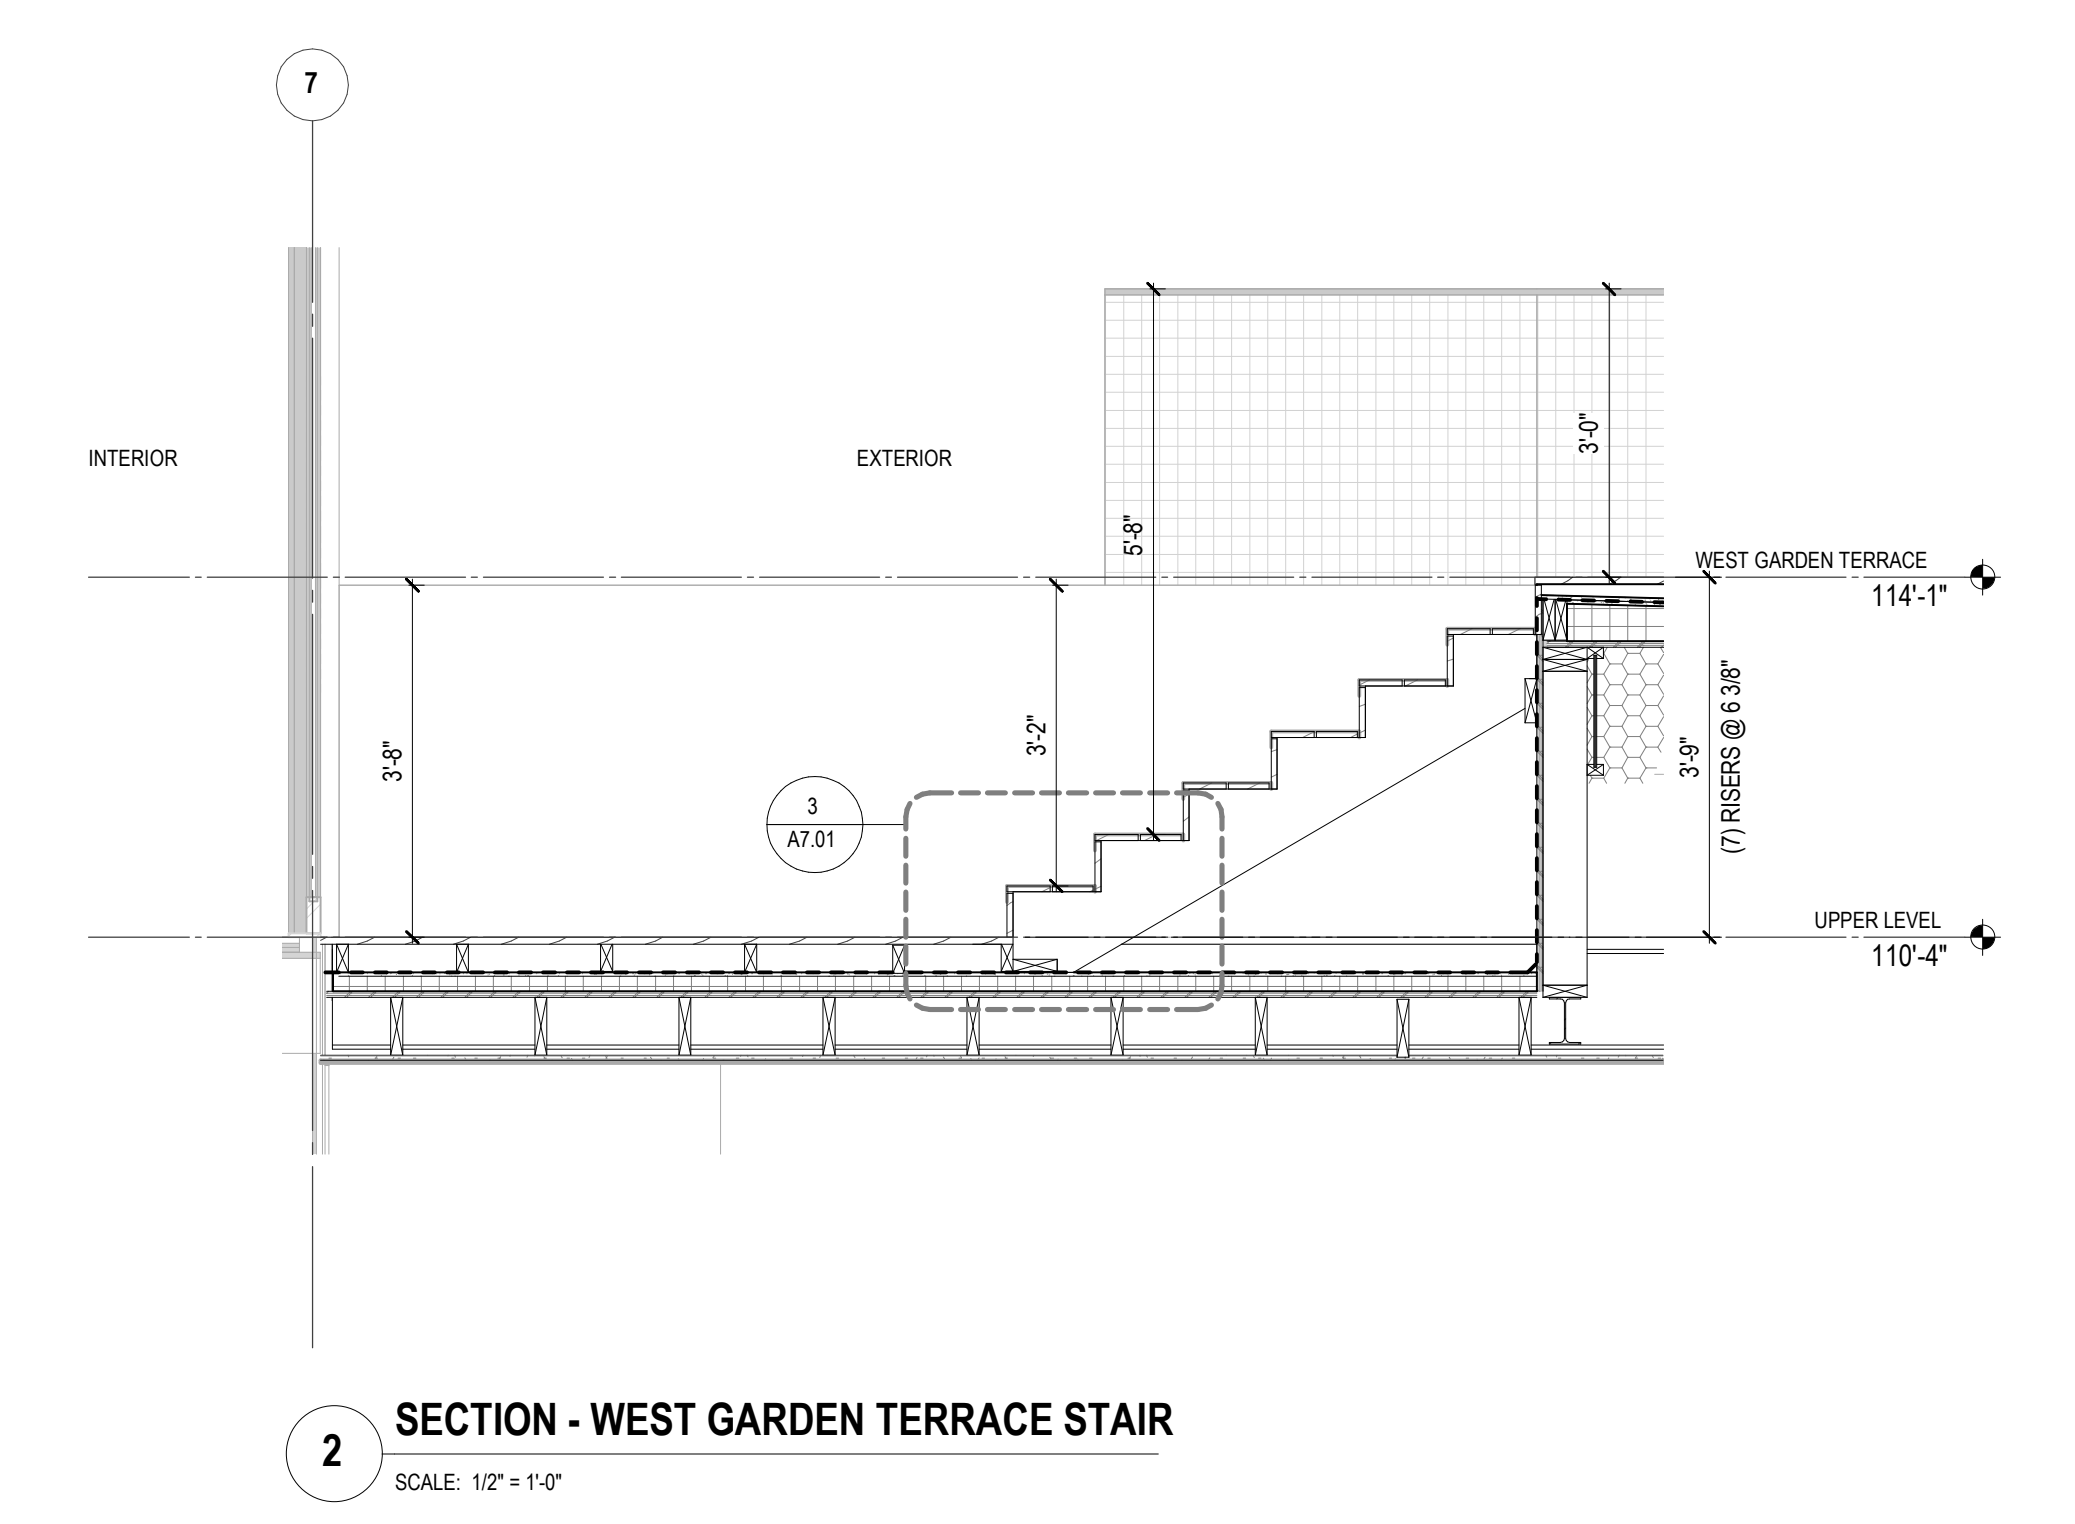 7
INTERIOR
EXTERIOR
3'-0"
5'-8"
WEST GARDEN TERRACE
114'-1"
3'-8"
3'-2"
3'-9"
(7) RISERS @ 6 3/8"
3
A7.01
UPPER LEVEL
110'-4"
2
SECTION - WEST GARDEN TERRACE STAIR
SCALE: 1/2" = 1'-0"